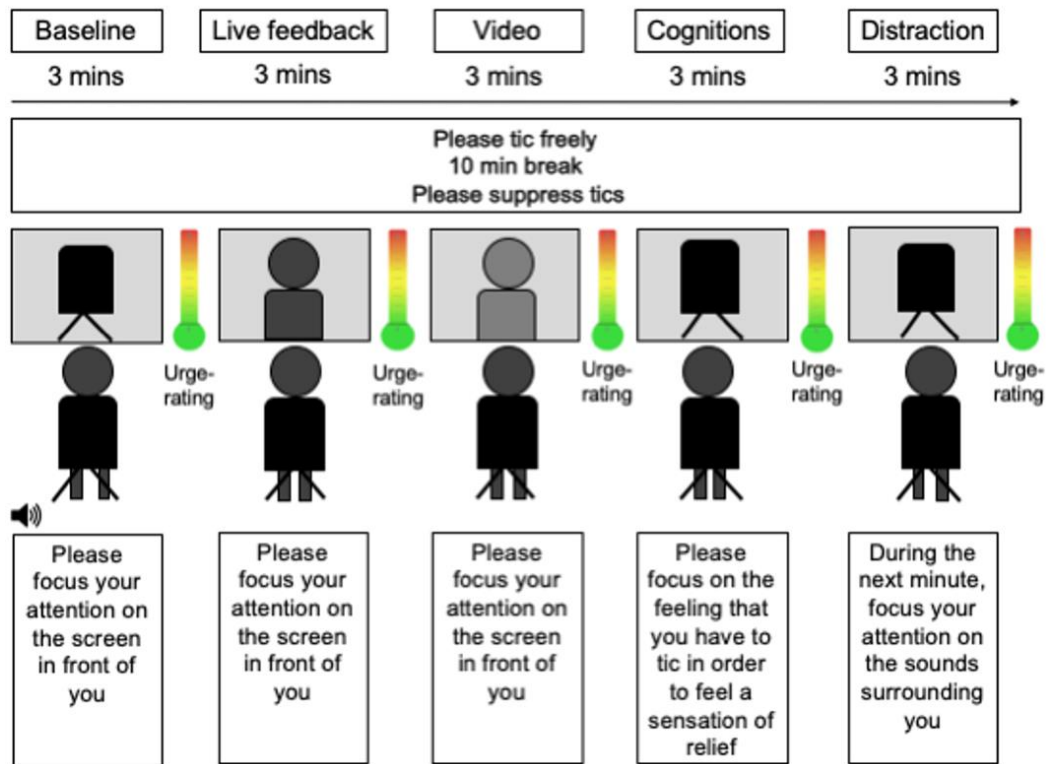 Baseline
Live feedback
Video
Cognitions
Distraction
3 mins
3 mins
3 mins
3 mins
3 mins
Please tic freely
10 min break
Please suppress tics
Urge-
rating
Urge-
rating
Urge-
rating
Urge-
rating
Urge-
rating
Please
focus your
attention on
the screen
in front of
you
Please
focus your
attention on
the screen
in front of
you
Please
focus your
attention on
the screen
in front of
you
Please
focus on the
feeling that
you have to
tic in order
to feel a
sensation of
relief
During the
next minute,
focus your
attention on
the sounds
surrounding
you